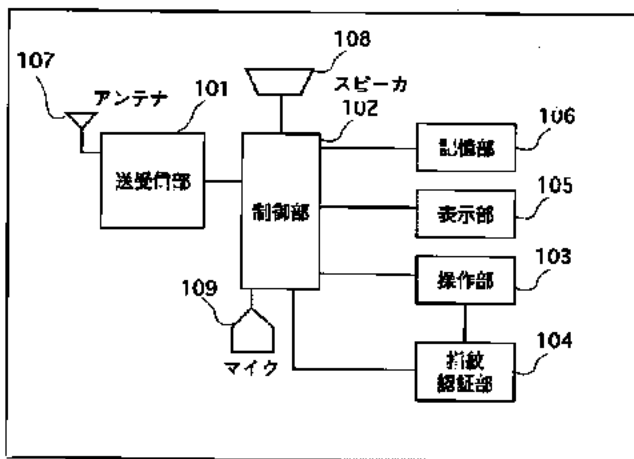 108
107
アンテナ
101
スピーカ
102
106
送受信部
制御部
記憶部
105
表示部
103
操作部
109
マイク
104
指紋
認証部